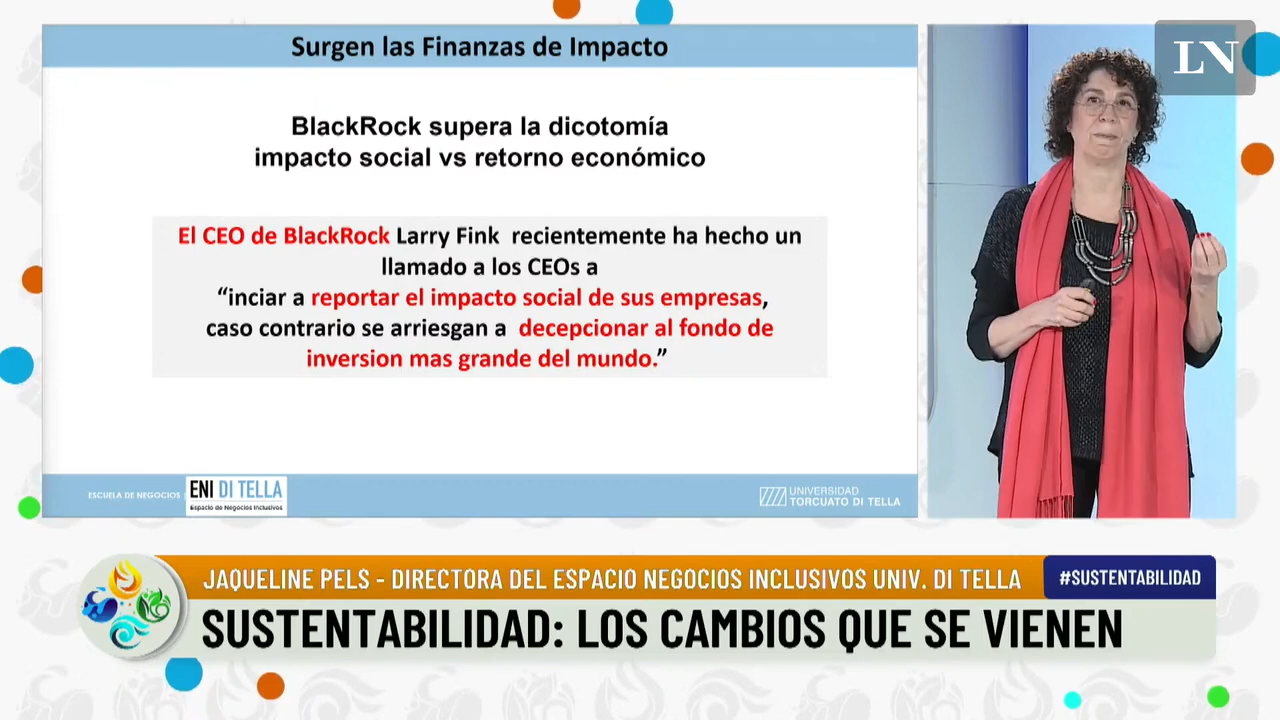 Surgen las Finanzas de Impacto
LN
BlackRock supera la dicotomía
impacto social vs retorno económico
El CEO de BlackRock Larry Fink recientemente ha hecho un
llamado a los CEOs a
“inciar a reportar el impacto social de sus empresas,
caso contrario se arriesgan a decepcionar al fondo de
inversion mas grande del mundo.”
ESCUELA DE NEGOCIOS
ENI DI TELLA
Espacio de Negocios Inclusivos
UNIVERSIDAD
TORCUATO DI TELLA
JAQUELINE PELS - DIRECTORA DEL ESPACIO NEGOCIOS INCLUSIVOS UNIV. DI TELLA
#SUSTENTABILIDAD
SUSTENTABILIDAD: LOS CAMBIOS QUE SE VIENEN